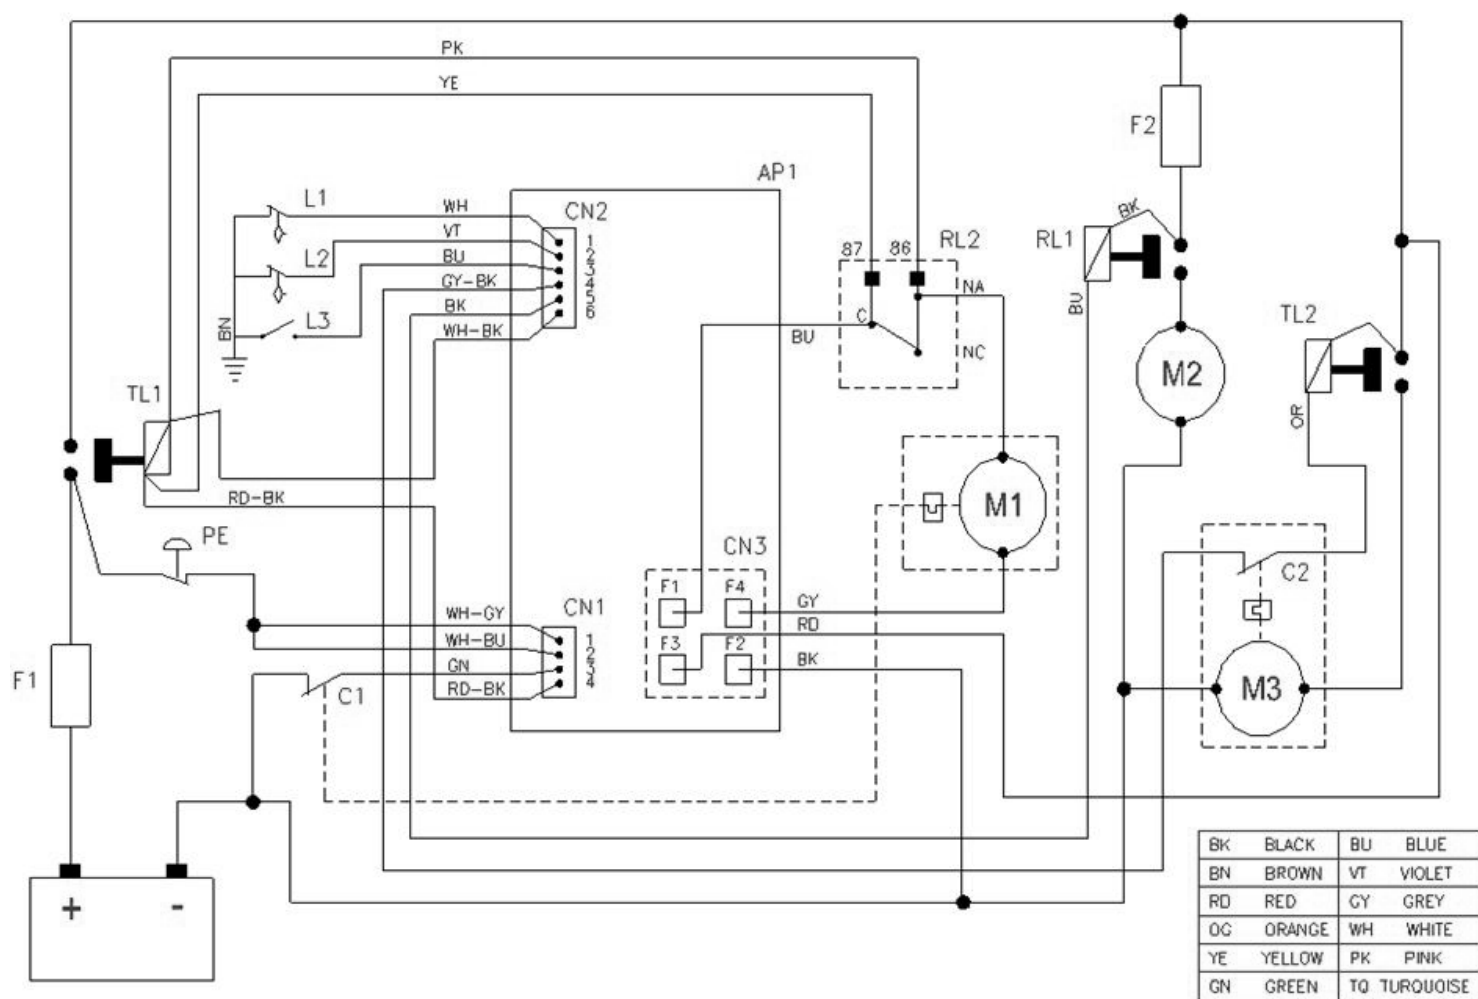 PK
YE
F2
AP1
L1
WH
CN2
VT
L2
BU
GY-BK
BK
L3
WH-BK
BN
1
2
3
4
5
6
87
86
RL2
NA
C
BU
NC
RL1
BK
BU
M2
TL2
OR
TL1
RD-BK
PE
M1
CN3
F1
F4
F3
F2
GY
RD
BK
C2
M3
WH-GY
CN1
WH-BU
GN
RD-BK
1
2
3
4
C1
F1
+
-
BK BLACK BU BLUE
BN BROWN VT VIOLET
RD RED GY GREY
OG ORANGE WH WHITE
YE YELLOW PK PINK
GN GREEN TQ TURQUOISE